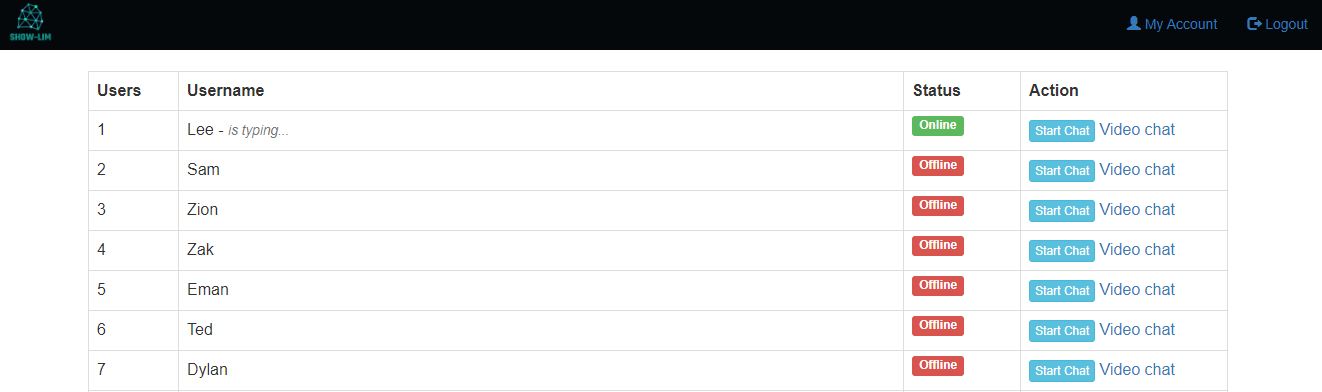 SHOW-LIM
My Account Logout
Users Username Status Action
1 Lee - is typing... Online Start Chat Video chat
2 Sam Offline Start Chat Video chat
3 Zion Offline Start Chat Video chat
4 Zak Offline Start Chat Video chat
5 Eman Offline Start Chat Video chat
6 Ted Offline Start Chat Video chat
7 Dylan Offline Start Chat Video chat